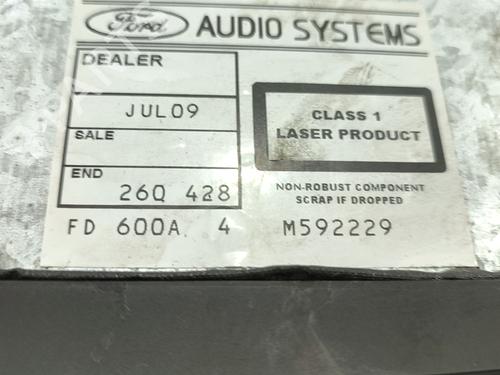 Ford AUDIO SYSTEMS
DEALER
JUL09
SALE
END
26Q 428
FD 600A 4 M592229
CLASS 1
LASER PRODUCT
NON-ROBUST COMPONENT
SCRAP IF DROPPED